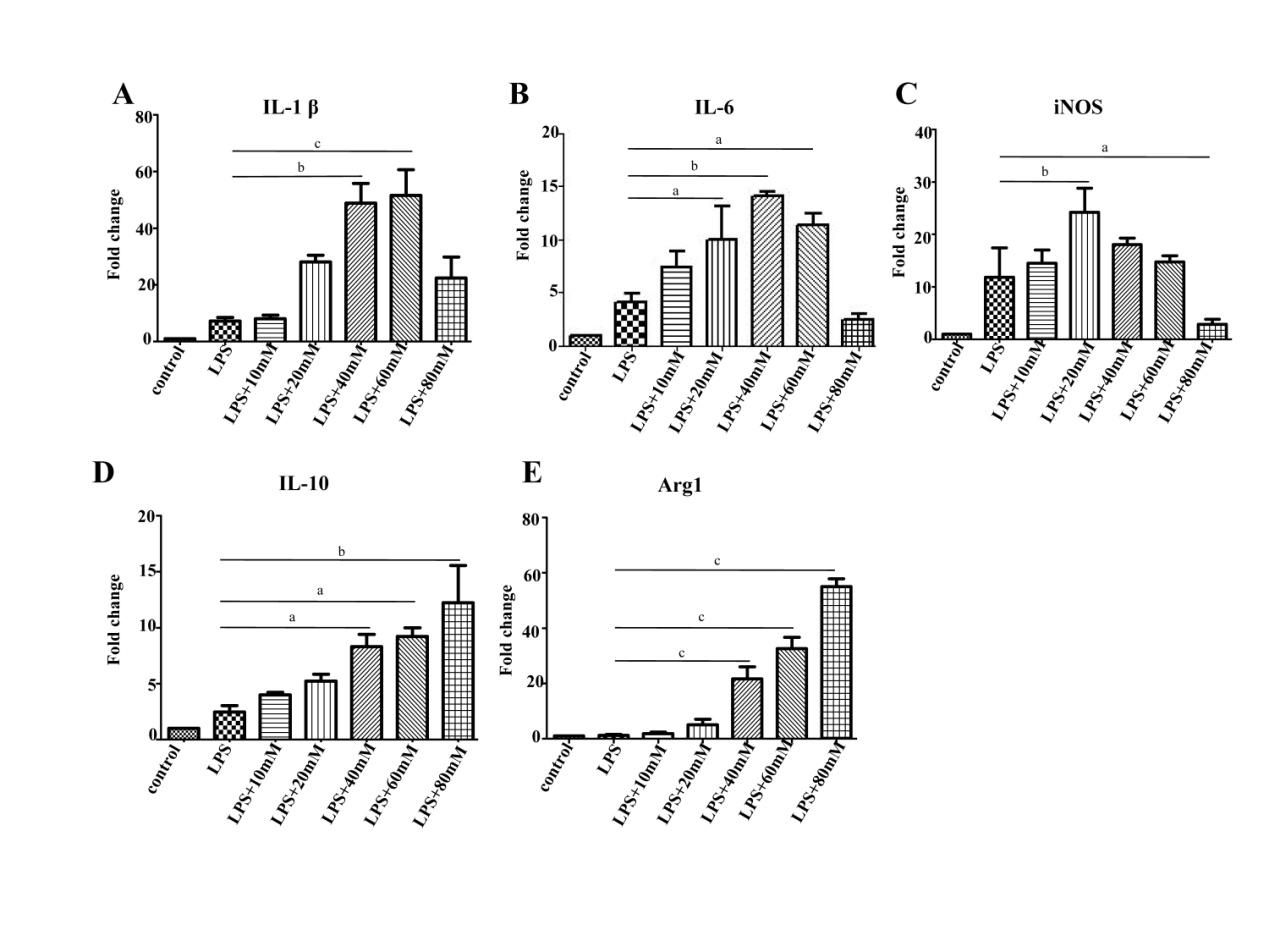 A
IL-1 β
Fold change
80
60
40
20
0
c
b
control
LPS
LPS+10mM
LPS+20mM
LPS+40mM
LPS+60mM
LPS+80mM
B
IL-6
Fold change
20
15
10
5
0
a
b
a
control
LPS
LPS+10mM
LPS+20mM
LPS+40mM
LPS+60mM
LPS+80mM
C
iNOS
Fold change
40
30
20
10
0
a
b
control
LPS
LPS+10mM
LPS+20mM
LPS+40mM
LPS+60mM
LPS+80mM
D
IL-10
Fold change
20
15
10
5
0
b
a
a
control
LPS
LPS+10mM
LPS+20mM
LPS+40mM
LPS+60mM
LPS+80mM
E
Arg1
Fold change
80
60
40
20
0
c
c
c
control
LPS
LPS+10mM
LPS+20mM
LPS+40mM
LPS+60mM
LPS+80mM